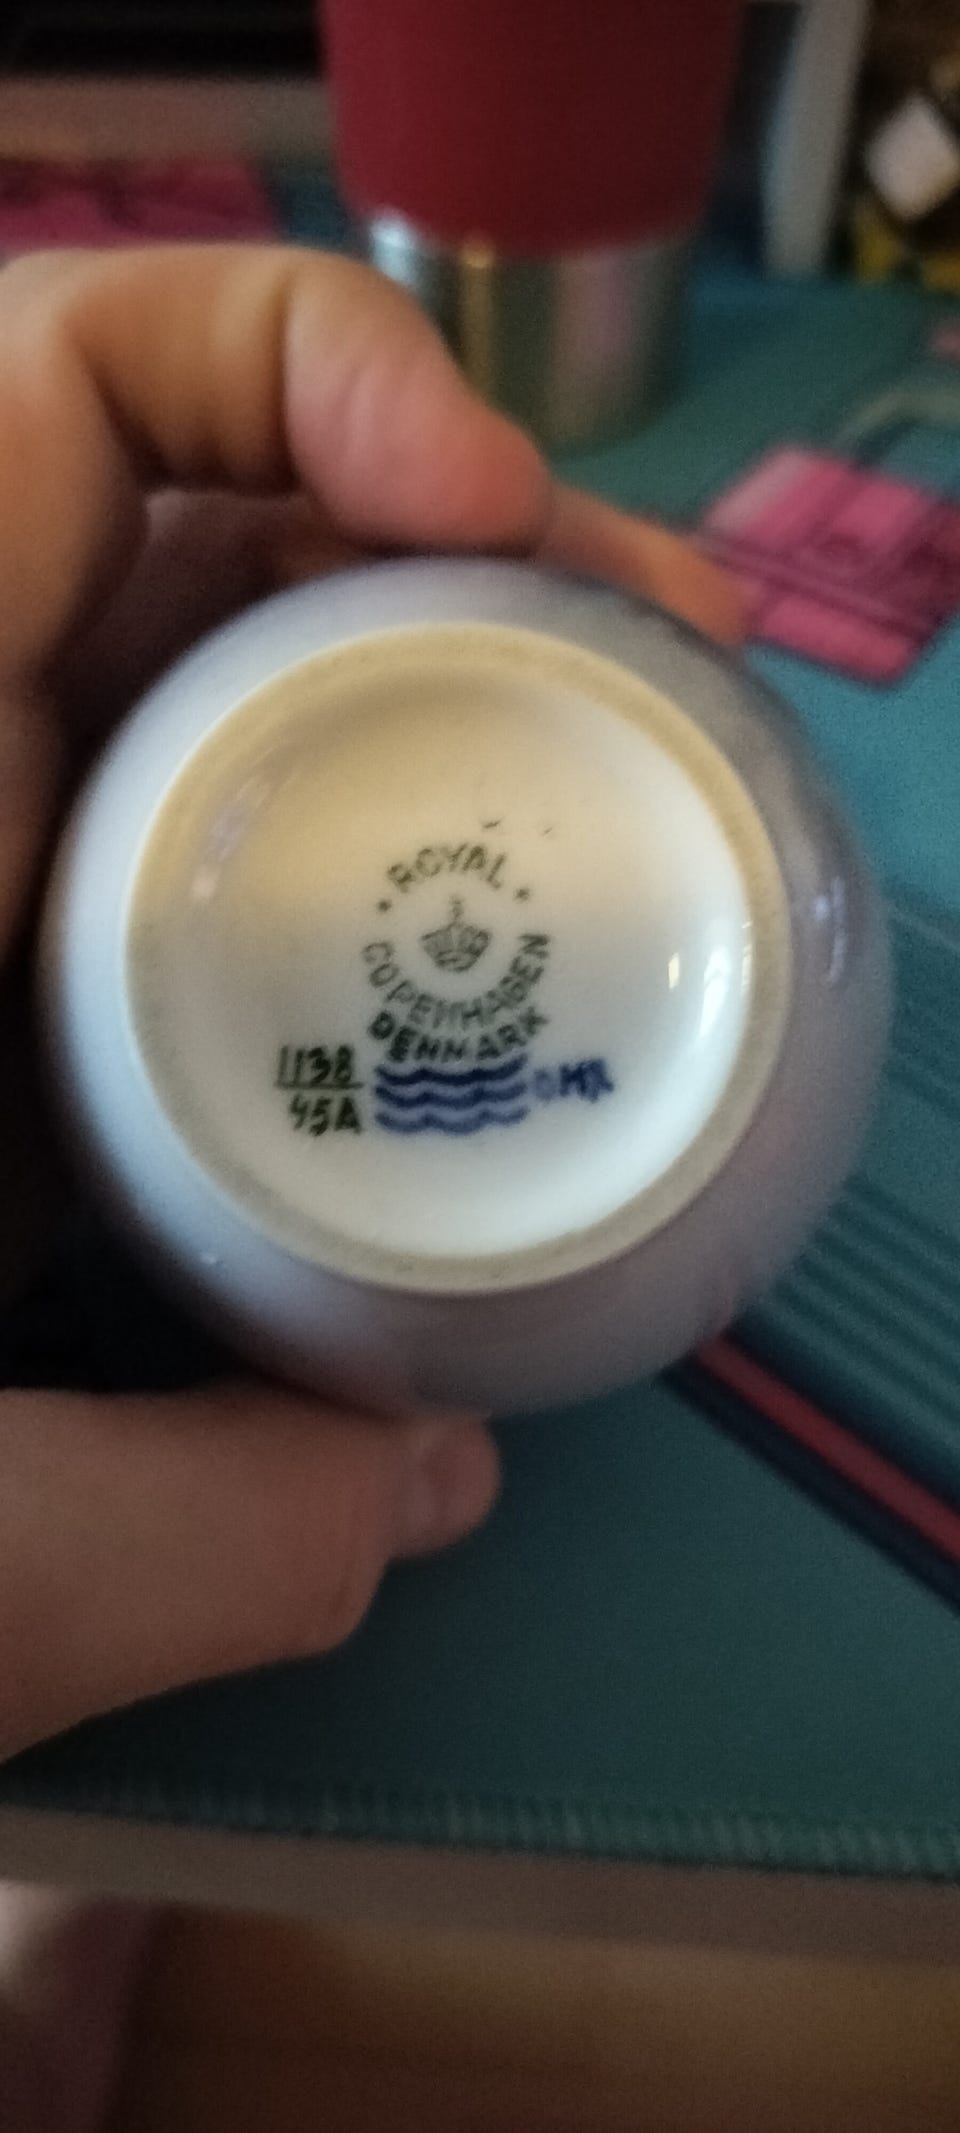 ROYAL
COPENHAGEN
DENMARK
1138
45A